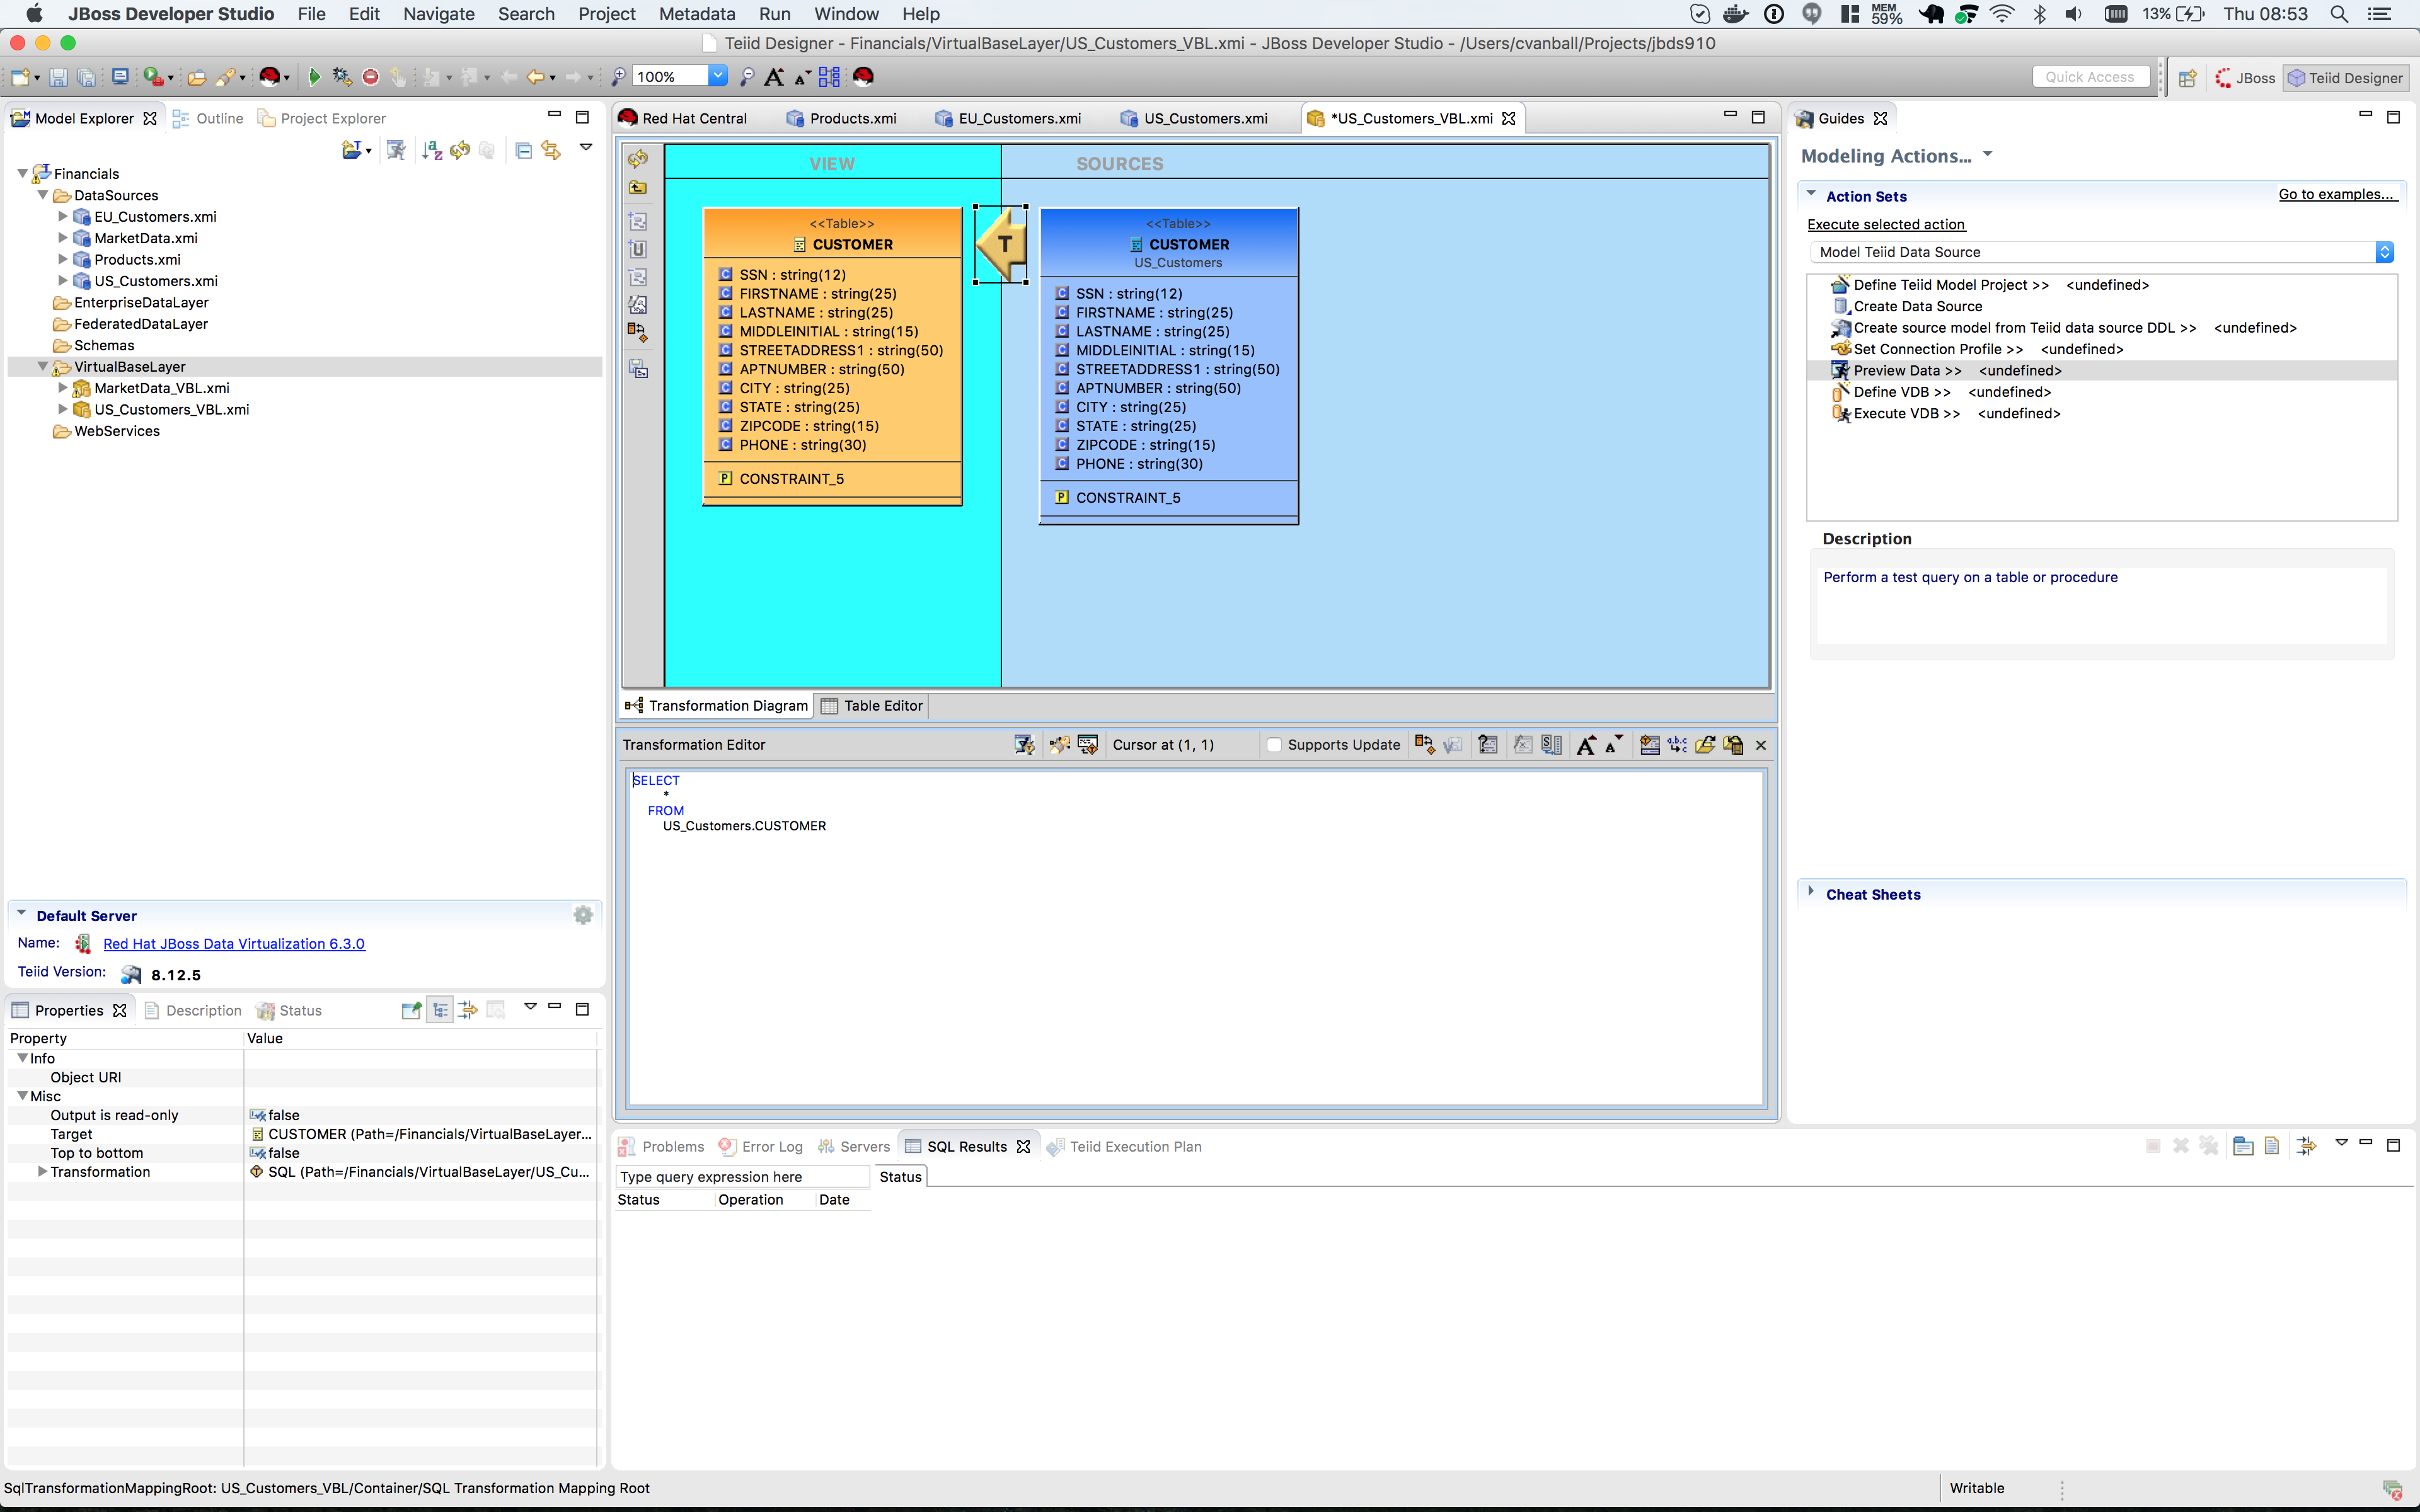 JBoss Developer Studio File Edit Navigate Search Project Metadata Run Window Help
MEM 59% 13% Thu 08:53
Teiid Designer - Financials/VirtualBaseLayer/US_Customers_VBL.xmi - JBoss Developer Studio - /Users/cvanball/Projects/jbds910
100%
Quick Access
JBoss
Teiid Designer
Model Explorer
Outline
Project Explorer
Financials
DataSources
EU_Customers.xmi
MarketData.xmi
Products.xmi
US_Customers.xmi
EnterpriseDataLayer
FederatedDataLayer
Schemas
VirtualBaseLayer
MarketData_VBL.xmi
US_Customers_VBL.xmi
WebServices
Default Server
Name: Red Hat JBoss Data Virtualization 6.3.0
Teiid Version: 8.12.5
Properties
Description
Status
Property Value
Info
Object URI
Misc
Output is read-only false
Target CUSTOMER (Path=/Financials/VirtualBaseLayer...
Top to bottom false
Transformation SQL (Path=/Financials/VirtualBaseLayer/US_Cu...
Red Hat Central
Products.xmi
EU_Customers.xmi
US_Customers.xmi
*US_Customers_VBL.xmi
VIEW
SOURCES
<<Table>>
CUSTOMER
SSN : string(12)
FIRSTNAME : string(25)
LASTNAME : string(25)
MIDDLEINITIAL : string(15)
STREETADDRESS1 : string(50)
APTNUMBER : string(50)
CITY : string(25)
STATE : string(25)
ZIPCODE : string(15)
PHONE : string(30)
P CONSTRAINT_5
T
<<Table>>
CUSTOMER
US_Customers
SSN : string(12)
FIRSTNAME : string(25)
LASTNAME : string(25)
MIDDLEINITIAL : string(15)
STREETADDRESS1 : string(50)
APTNUMBER : string(50)
CITY : string(25)
STATE : string(25)
ZIPCODE : string(15)
PHONE : string(30)
P CONSTRAINT_5
Transformation Diagram
Table Editor
Transformation Editor
Cursor at (1, 1)
Supports Update
SELECT
*
FROM
US_Customers.CUSTOMER
Problems
Error Log
Servers
SQL Results
Teiid Execution Plan
Type query expression here
Status
Status Operation Date
Guides
Modeling Actions...
Action Sets
Go to examples...
Execute selected action
Model Teiid Data Source
Define Teiid Model Project >> <undefined>
Create Data Source
Create source model from Teiid data source DDL >> <undefined>
Set Connection Profile >> <undefined>
Preview Data >> <undefined>
Define VDB >> <undefined>
Execute VDB >> <undefined>
Description
Perform a test query on a table or procedure
Cheat Sheets
SqlTransformationMappingRoot: US_Customers_VBL/Container/SQL Transformation Mapping Root
Writable